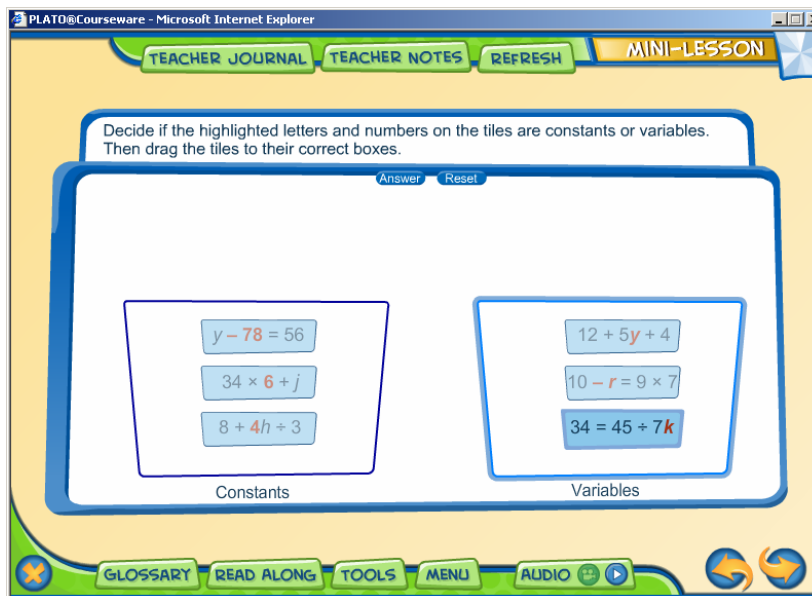 PLATO®Courseware - Microsoft Internet Explorer
TEACHER JOURNAL TEACHER NOTES REFRESH MINI-LESSON
Decide if the highlighted letters and numbers on the tiles are constants or variables.
Then drag the tiles to their correct boxes.
Answer Reset
y – 78 = 56
34 × 6 + j
8 + 4h ÷ 3
Constants
12 + 5y + 4
10 – r = 9 × 7
34 = 45 ÷ 7k
Variables
GLOSSARY READ ALONG TOOLS MENU AUDIO